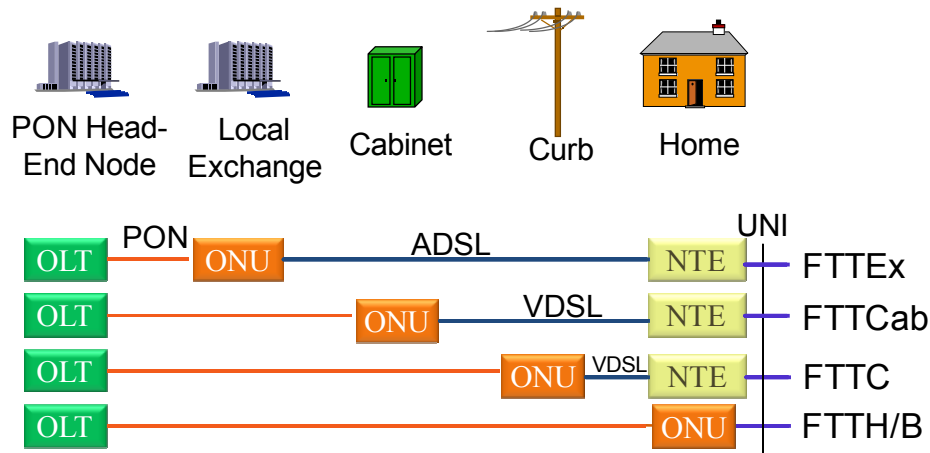 PON Head-
End Node
Local
Exchange
Cabinet
Curb
Home
UNI
OLT PON ONU ADSL NTE FTTEx
OLT ONU VDSL NTE FTTCab
OLT ONU VDSL NTE FTTC
OLT ONU FTTH/B